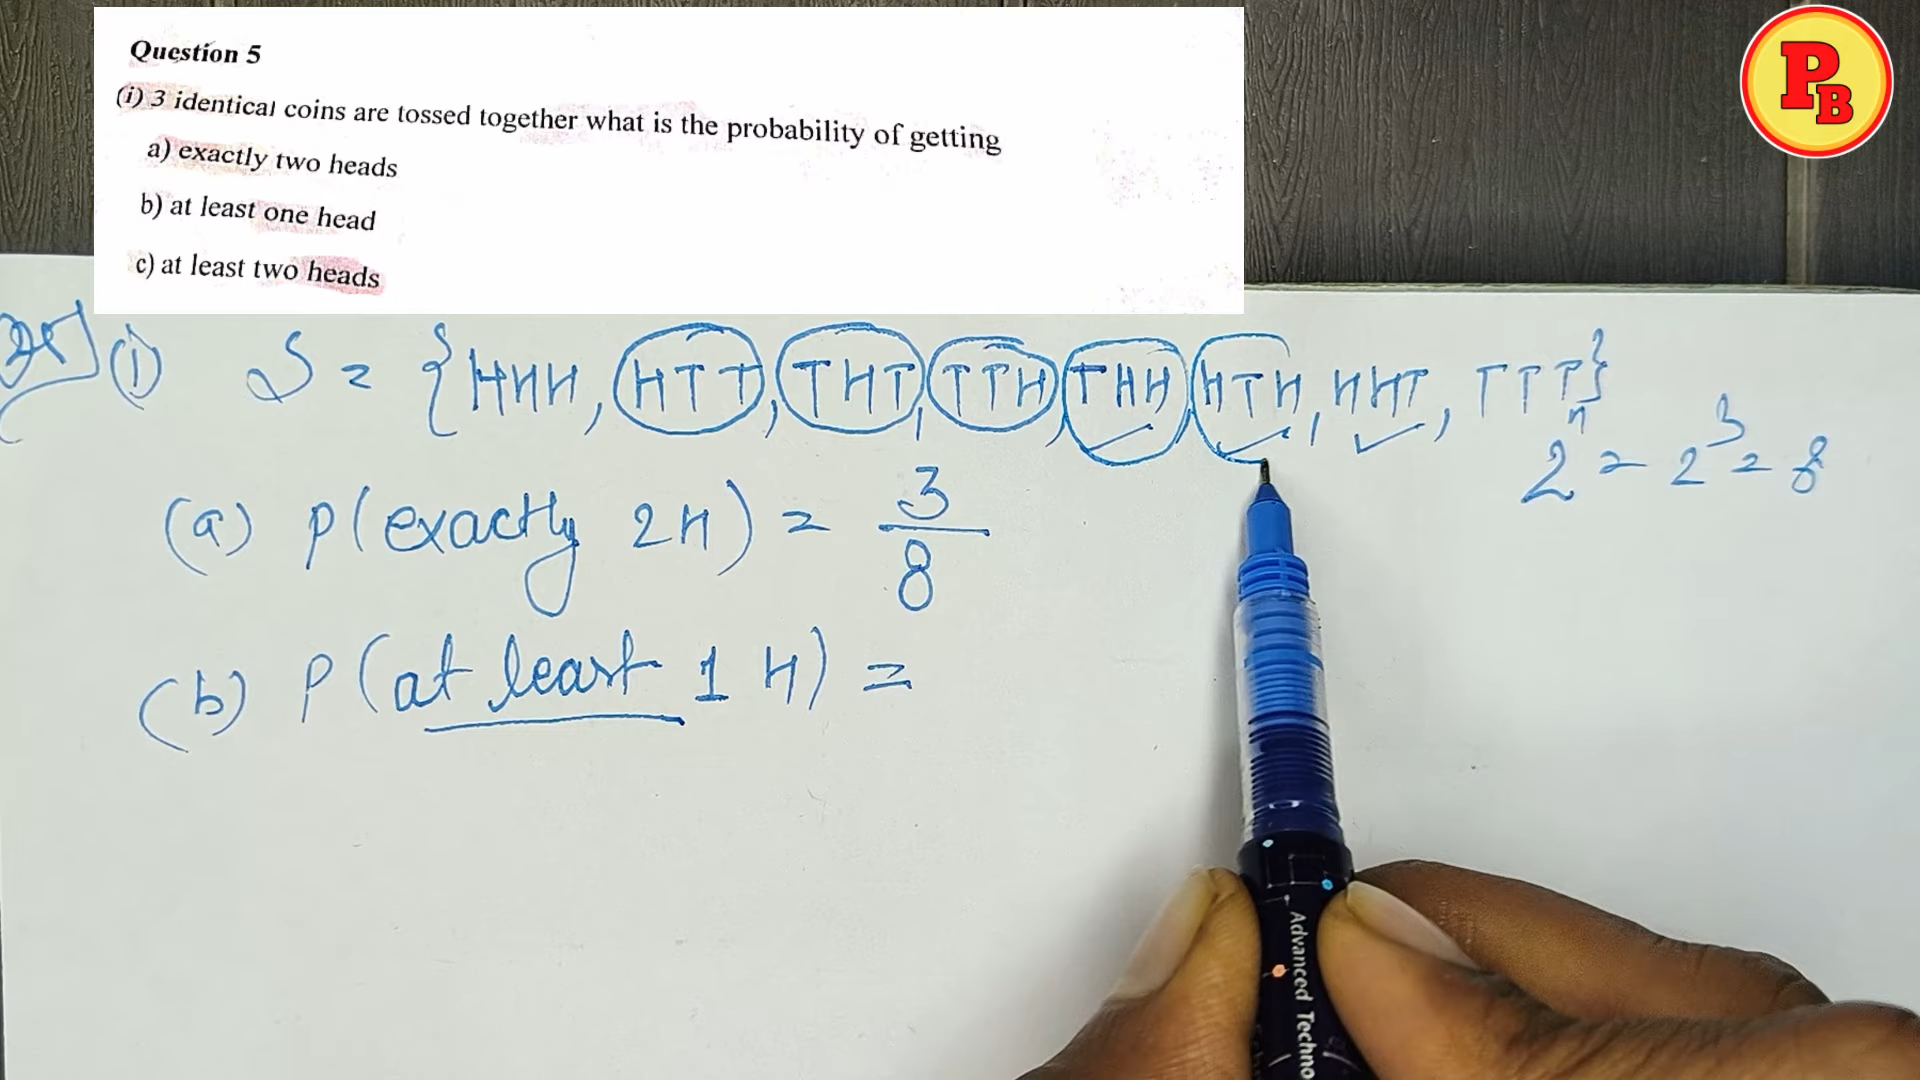 Question 5
(i) 3 identical coins are tossed together what is the probability of getting
a) exactly two heads
b) at least one head
c) at least two heads
PB
(i) S = {HHH, HTT, THT, TTH, THH, HTH, HHT, TTT}
2ⁿ = 2³ = 8
(a) P(exactly 2H) = 3/8
(b) P(at least 1 H) =
Advanced Techno